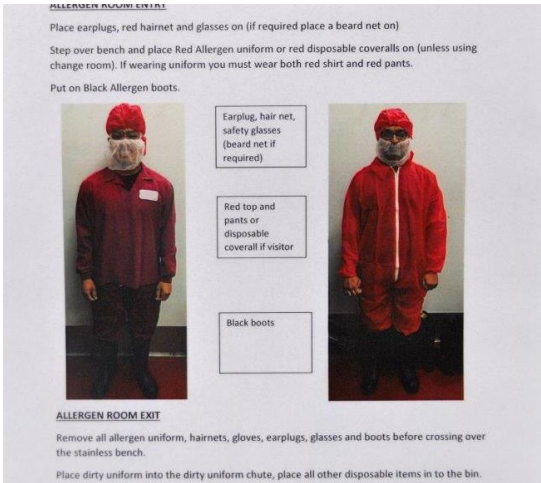 ALLERGEN ROOM ENTRY
Place earplugs, red hairnet and glasses on (if required place a beard net on)
Step over bench and place Red Allergen uniform or red disposable coveralls on (unless using
change room). If wearing uniform you must wear both red shirt and red pants.
Put on Black Allergen boots.
Earplug, hair net,
safety glasses
(beard net if
required)
Red top and
pants or
disposable
coverall if visitor
Black boots
ALLERGEN ROOM EXIT
Remove all allergen uniform, hairnets, gloves, earplugs, glasses and boots before crossing over
the stainless bench.
Place dirty uniform into the dirty uniform chute, place all other disposable items in to the bin.